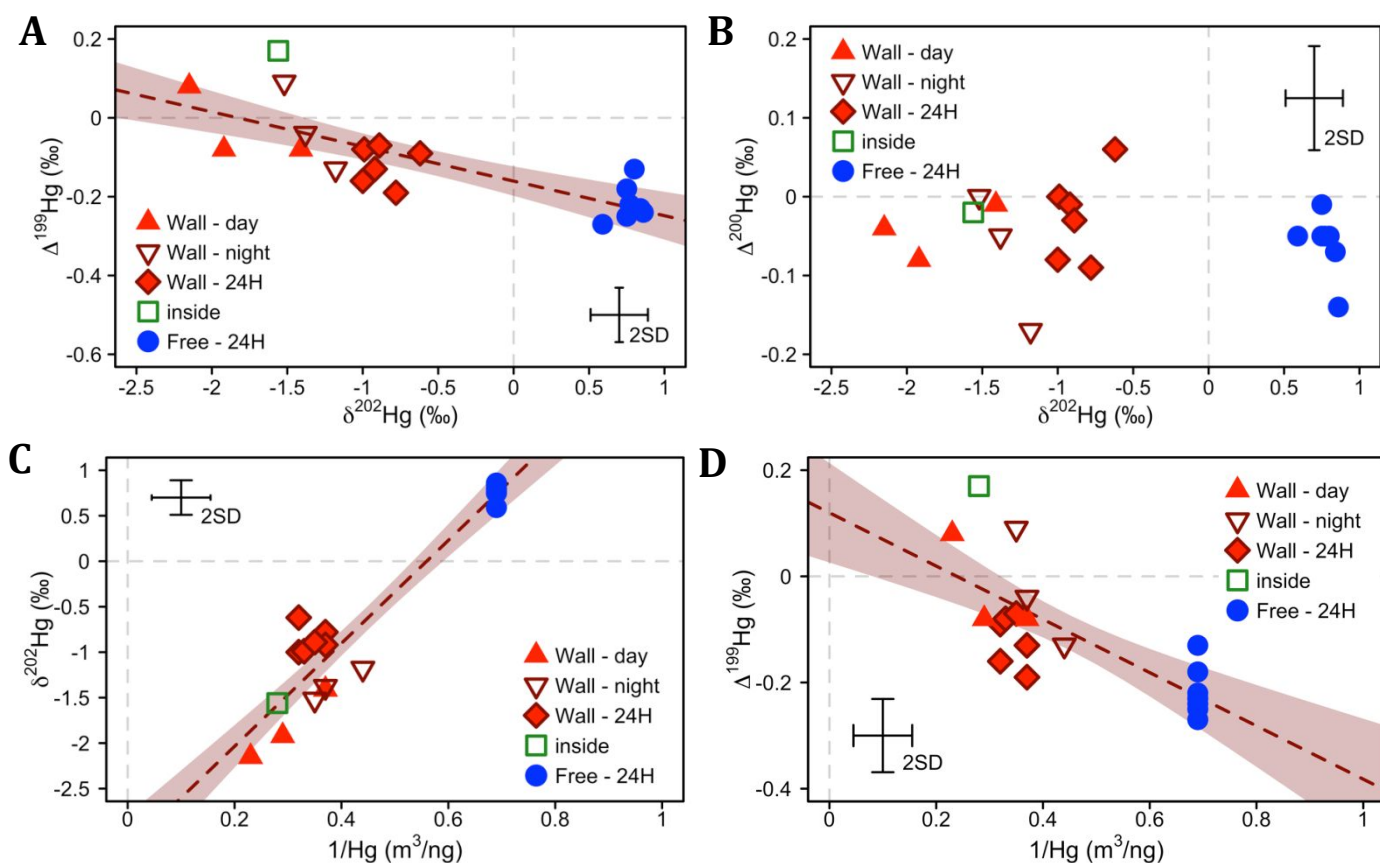 A
0.2
0
-0.2
-0.4
-0.6
Δ199Hg (‰)
Wall - day
Wall - night
Wall - 24H
inside
Free - 24H
2SD
-2.5 -2 -1.5 -1 -0.5 0 0.5 1
δ202Hg (‰)
B
0.2
0.1
0
-0.1
-0.2
Δ200Hg (‰)
Wall - day
Wall - night
Wall - 24H
inside
Free - 24H
2SD
-2.5 -2 -1.5 -1 -0.5 0 0.5 1
δ202Hg (‰)
C
1
0.5
0
-0.5
-1
-1.5
-2
-2.5
δ202Hg (‰)
2SD
Wall - day
Wall - night
Wall - 24H
inside
Free - 24H
0 0.2 0.4 0.6 0.8 1
1/Hg (m3/ng)
D
0.2
0
-0.2
-0.4
Δ199Hg (‰)
Wall - day
Wall - night
Wall - 24H
inside
Free - 24H
2SD
0 0.2 0.4 0.6 0.8 1
1/Hg (m3/ng)